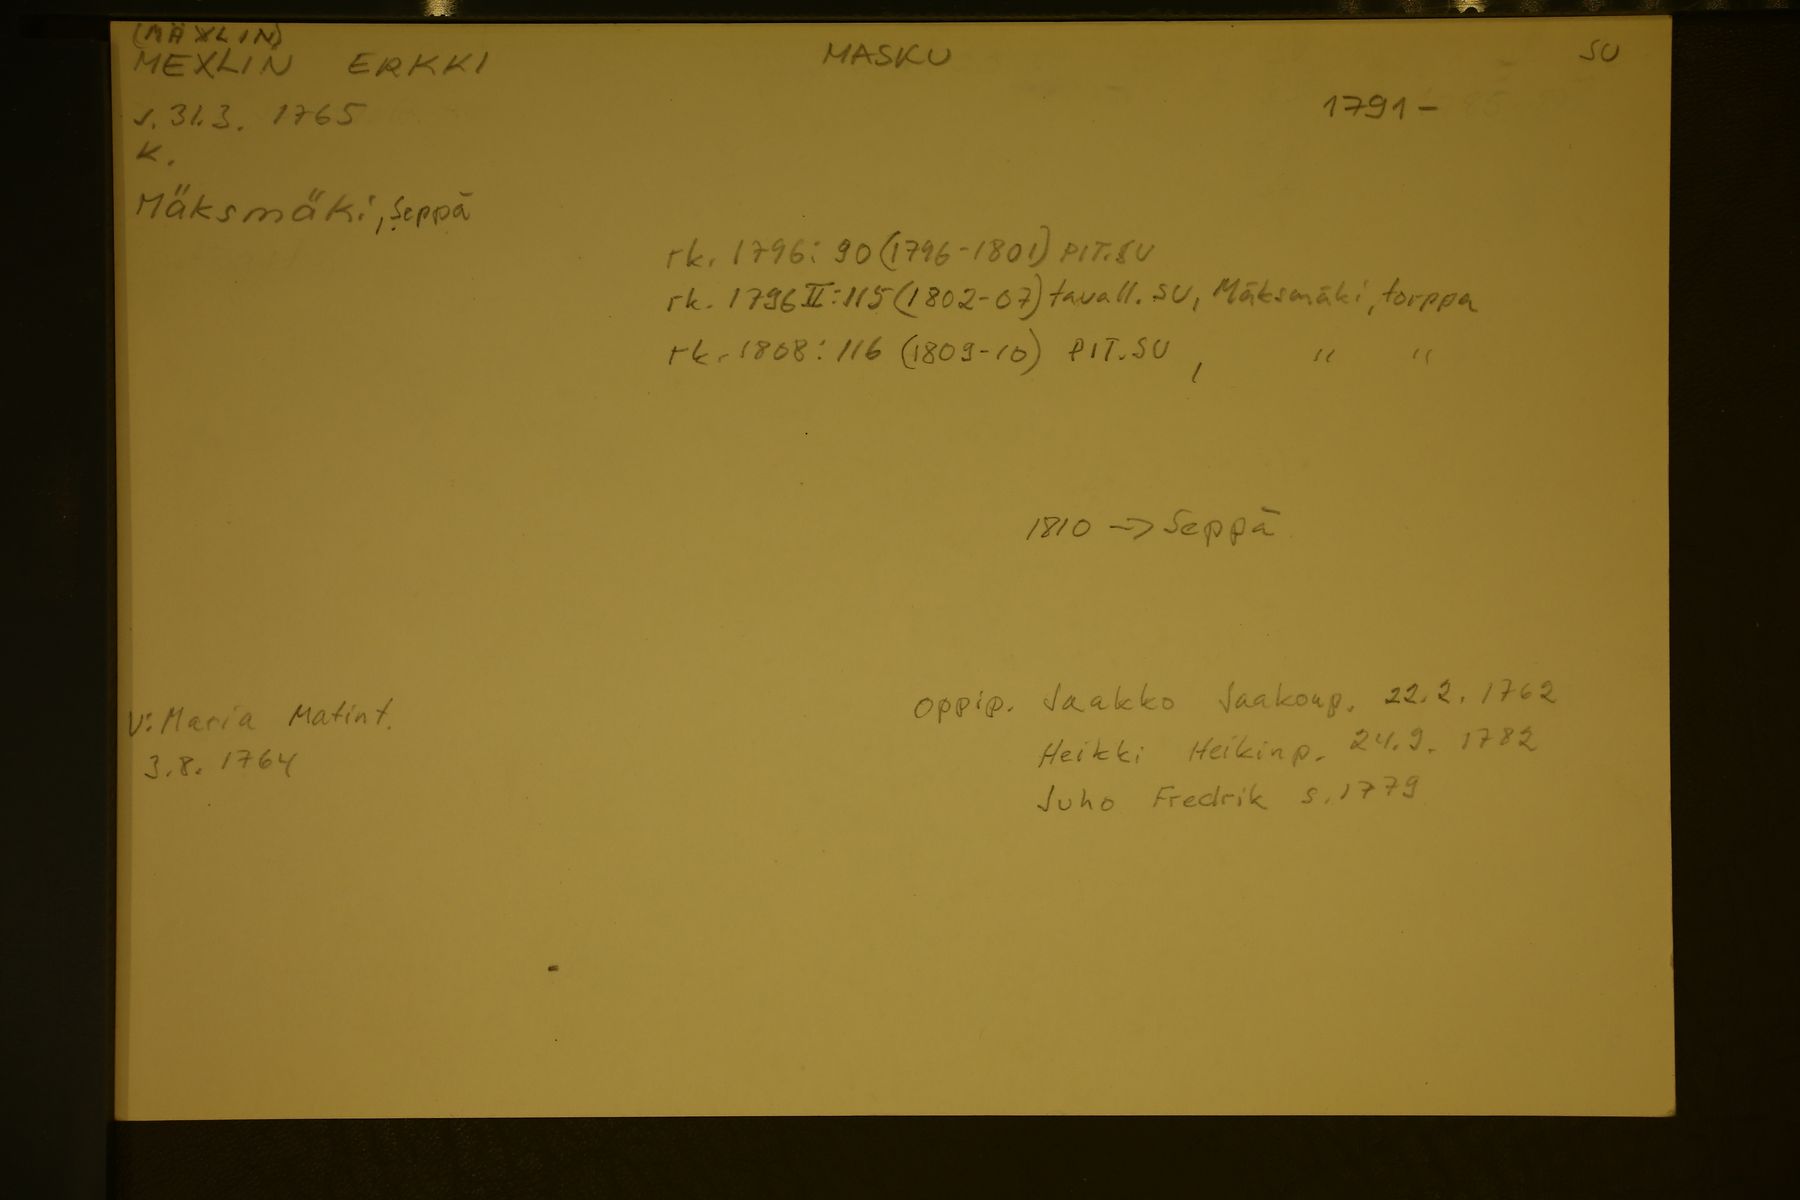 (MÄXLIN)
MEXLIN ERKKI MASKU SU
s. 31.3. 1765 1791-
K.
Mäksmäki, Seppä
rk. 1796: 90 (1796-1801) PIT.SU
rk. 1796 II: 115 (1802-07) tavall. SU, Mäksmäki, torppa
rk. 1808: 116 (1809-10) PIT.SU, " "
1810 -> Seppä
V: Maria Matint.
3.8. 1764
Oppip. Jaakko Jaakonp. 22.2. 1762
Heikki Heikinp. 24.9. 1782
Juho Fredrik s. 1779